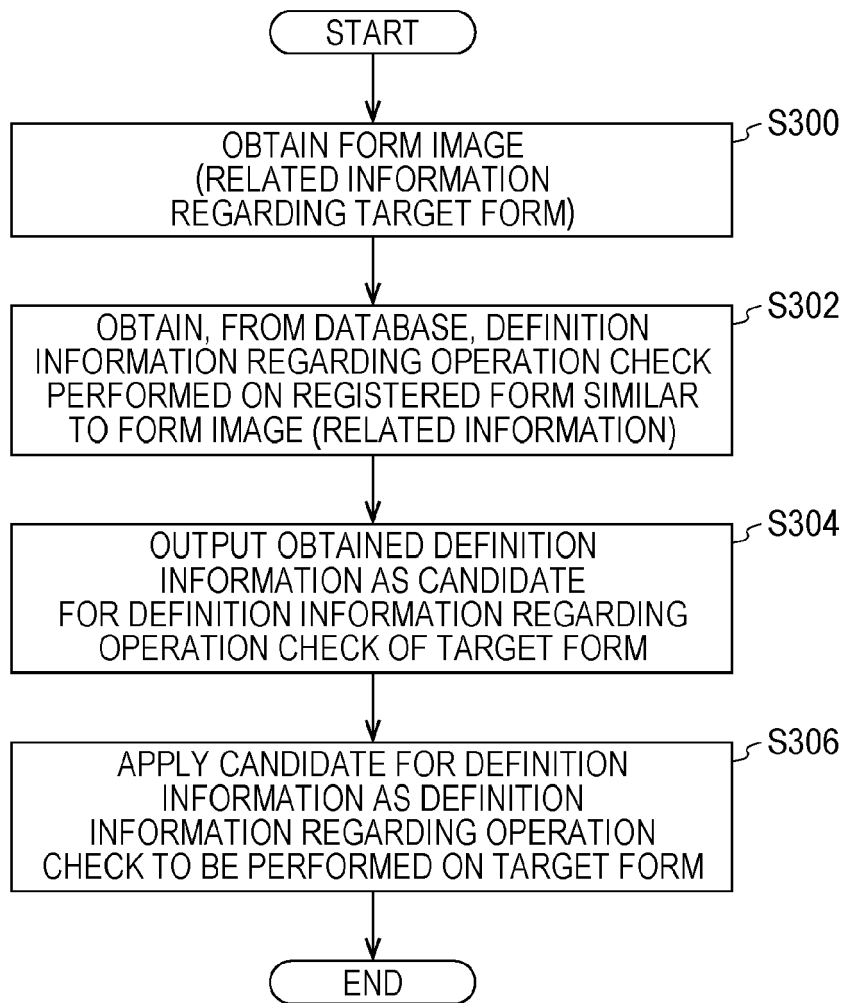 START
S300
OBTAIN FORM IMAGE
(RELATED INFORMATION
REGARDING TARGET FORM)
S302
OBTAIN, FROM DATABASE, DEFINITION
INFORMATION REGARDING OPERATION CHECK
PERFORMED ON REGISTERED FORM SIMILAR
TO FORM IMAGE (RELATED INFORMATION)
S304
OUTPUT OBTAINED DEFINITION
INFORMATION AS CANDIDATE
FOR DEFINITION INFORMATION REGARDING
OPERATION CHECK OF TARGET FORM
S306
APPLY CANDIDATE FOR DEFINITION
INFORMATION AS DEFINITION
INFORMATION REGARDING OPERATION
CHECK TO BE PERFORMED ON TARGET FORM
END